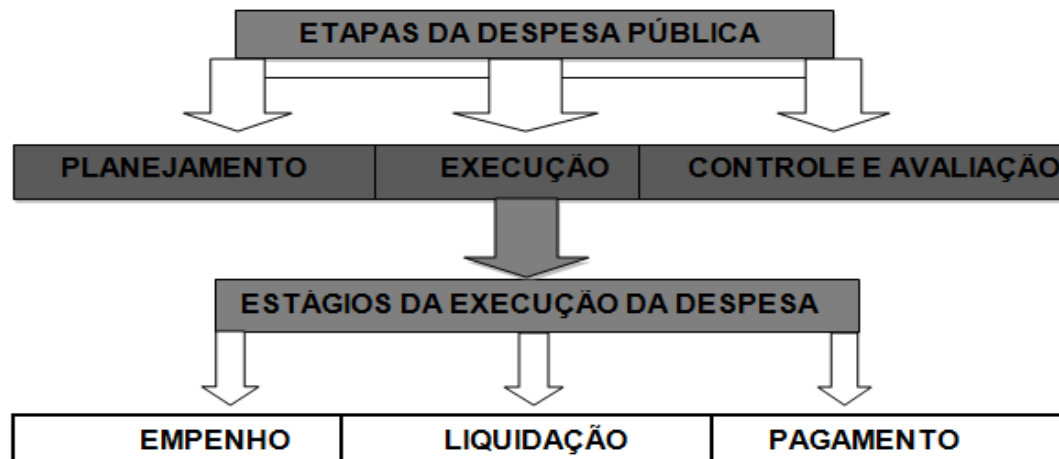 ETAPAS DA DESPESA PÚBLICA
PLANEJAMENTO EXECUÇÃO CONTROLE E AVALIAÇÃO
ESTÁGIOS DA EXECUÇÃO DA DESPESA
EMPENHO LIQUIDAÇÃO PAGAMENTO